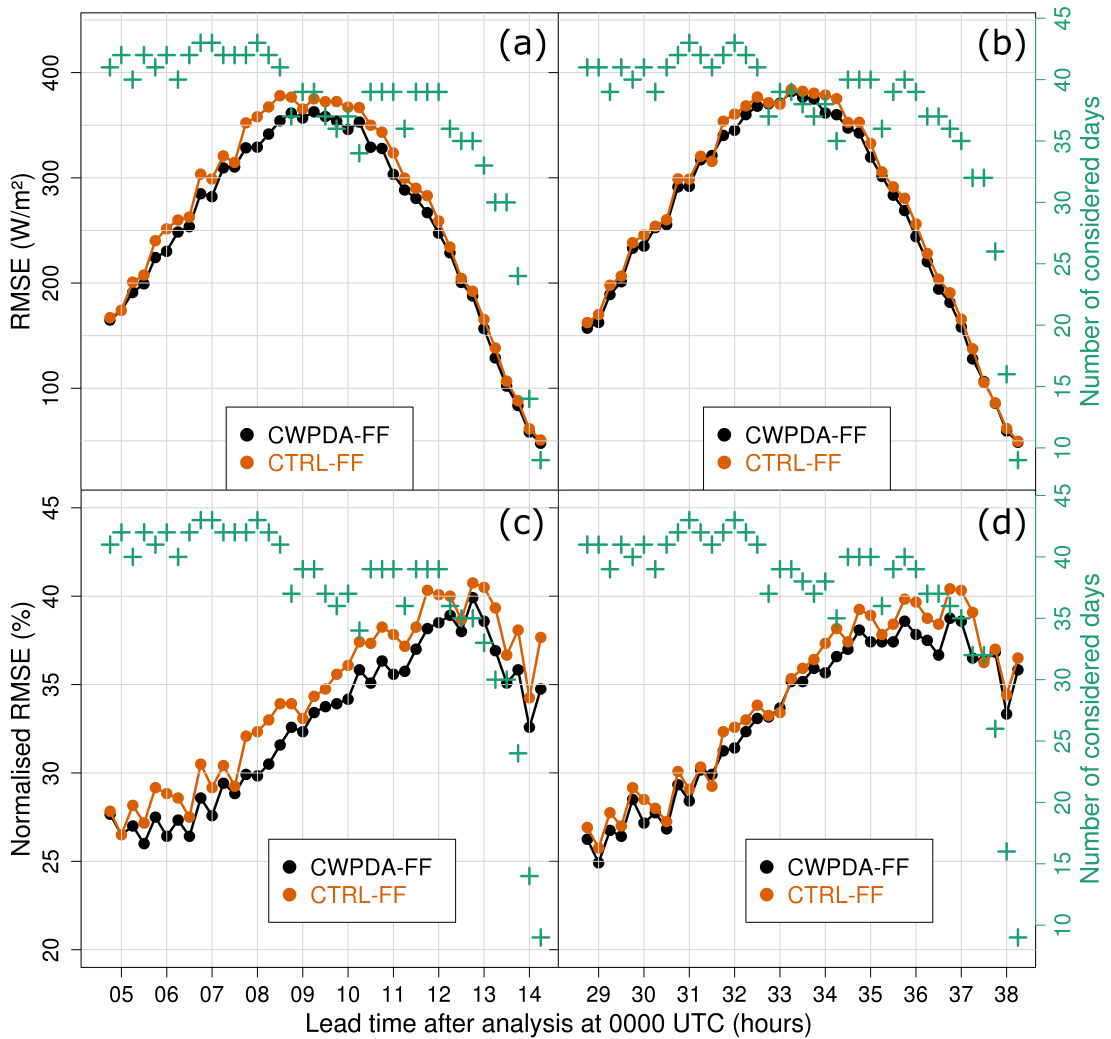 (a)
(b)
RMSE (W/m²)
400
300
200
100
CWPDA-FF
CTRL-FF
CWPDA-FF
CTRL-FF
45
40
35
30
25
20
15
10
Number of considered days
(c)
(d)
Normalised RMSE (%)
45
40
35
30
25
20
CWPDA-FF
CTRL-FF
CWPDA-FF
CTRL-FF
45
40
35
30
25
20
15
10
Number of considered days
05 06 07 08 09 10 11 12 13 14
29 30 31 32 33 34 35 36 37 38
Lead time after analysis at 0000 UTC (hours)